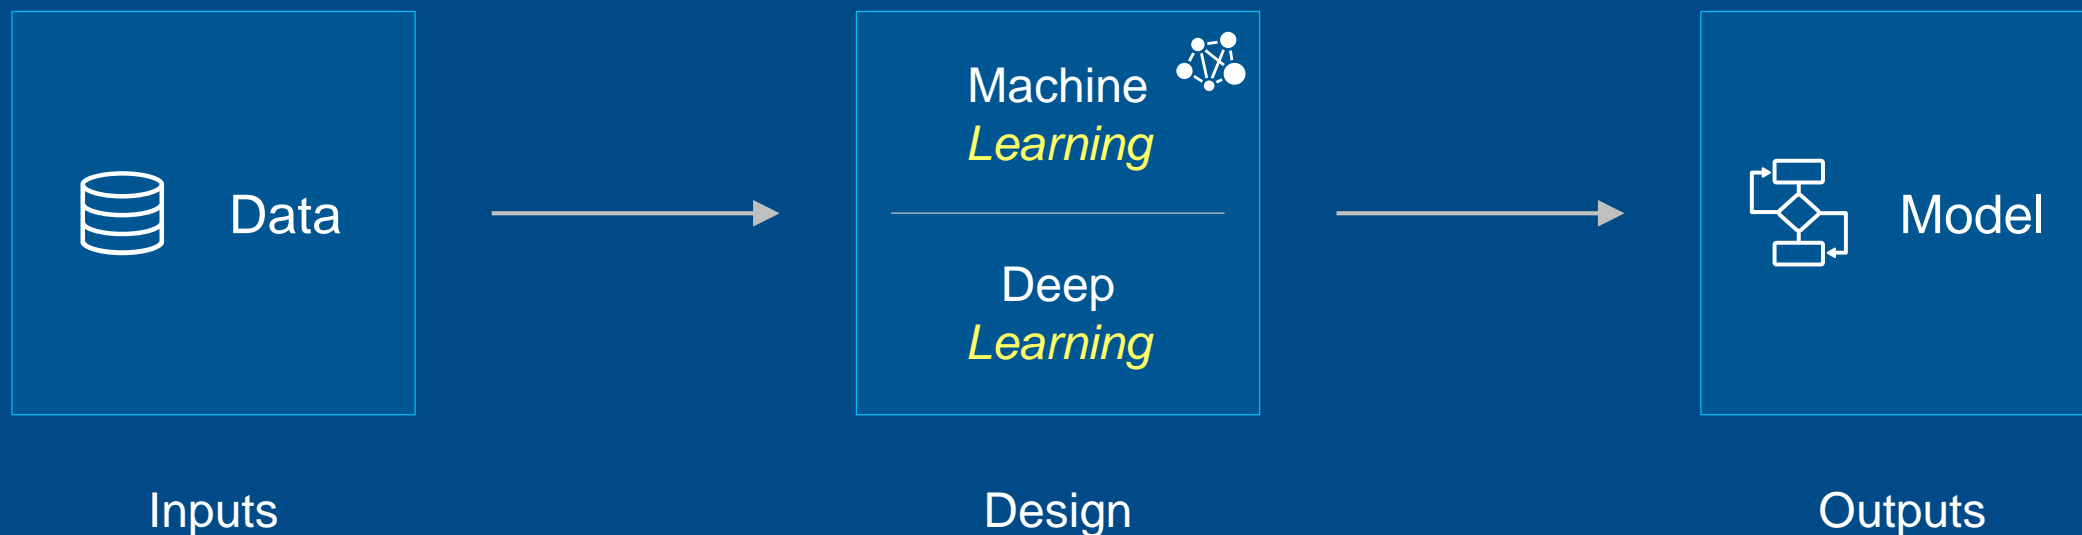 Data
Machine
Learning
Deep
Learning
Model
Inputs
Design
Outputs